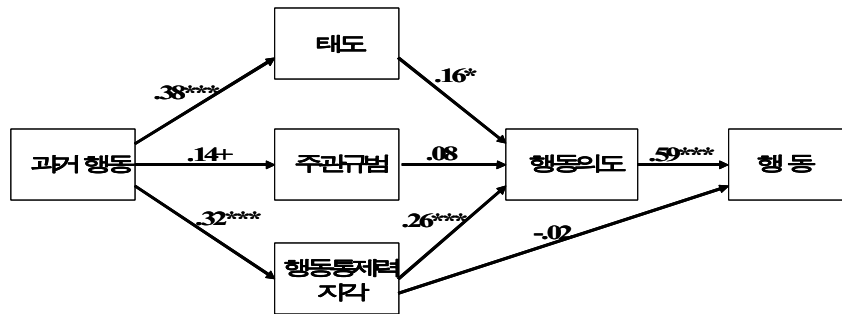 태도
.38***
.16*
과거 행동
.14+
주관규범
.08
행동의도
.59***
행 동
.32***
.26***
-.02
행동통제력
지각